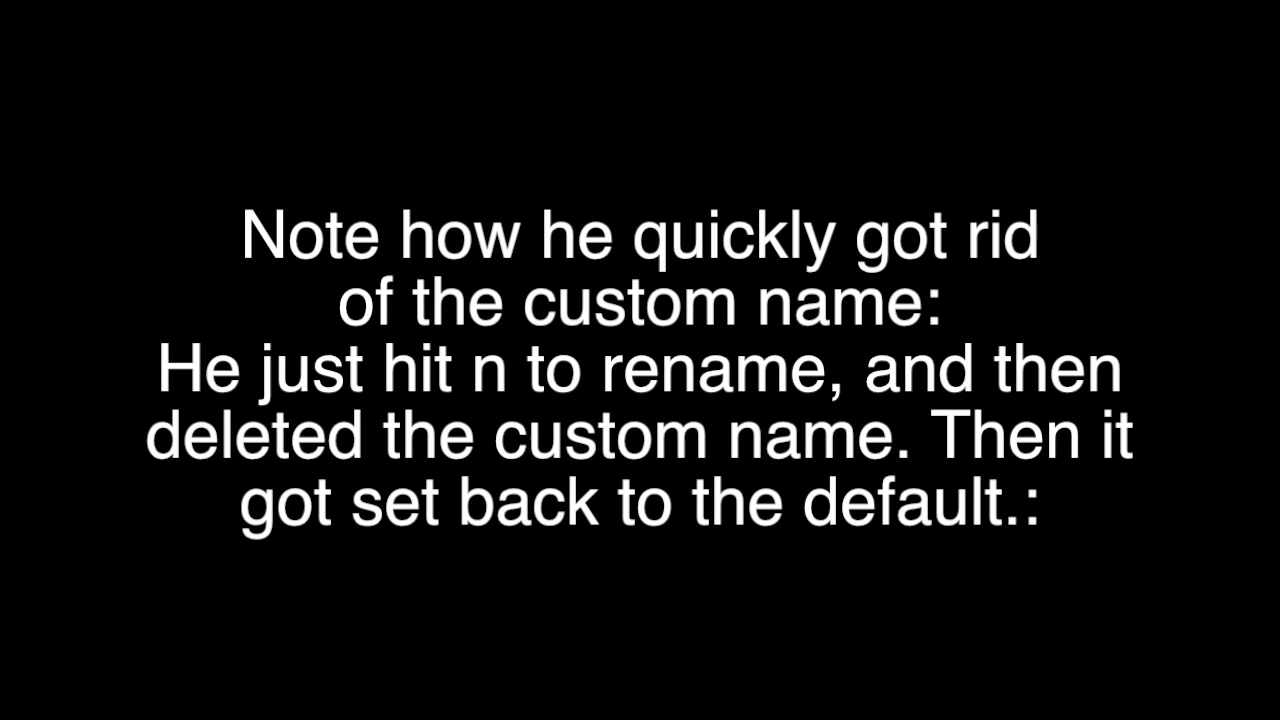 Note how he quickly got rid
of the custom name:
He just hit n to rename, and then
deleted the custom name. Then it
got set back to the default.: